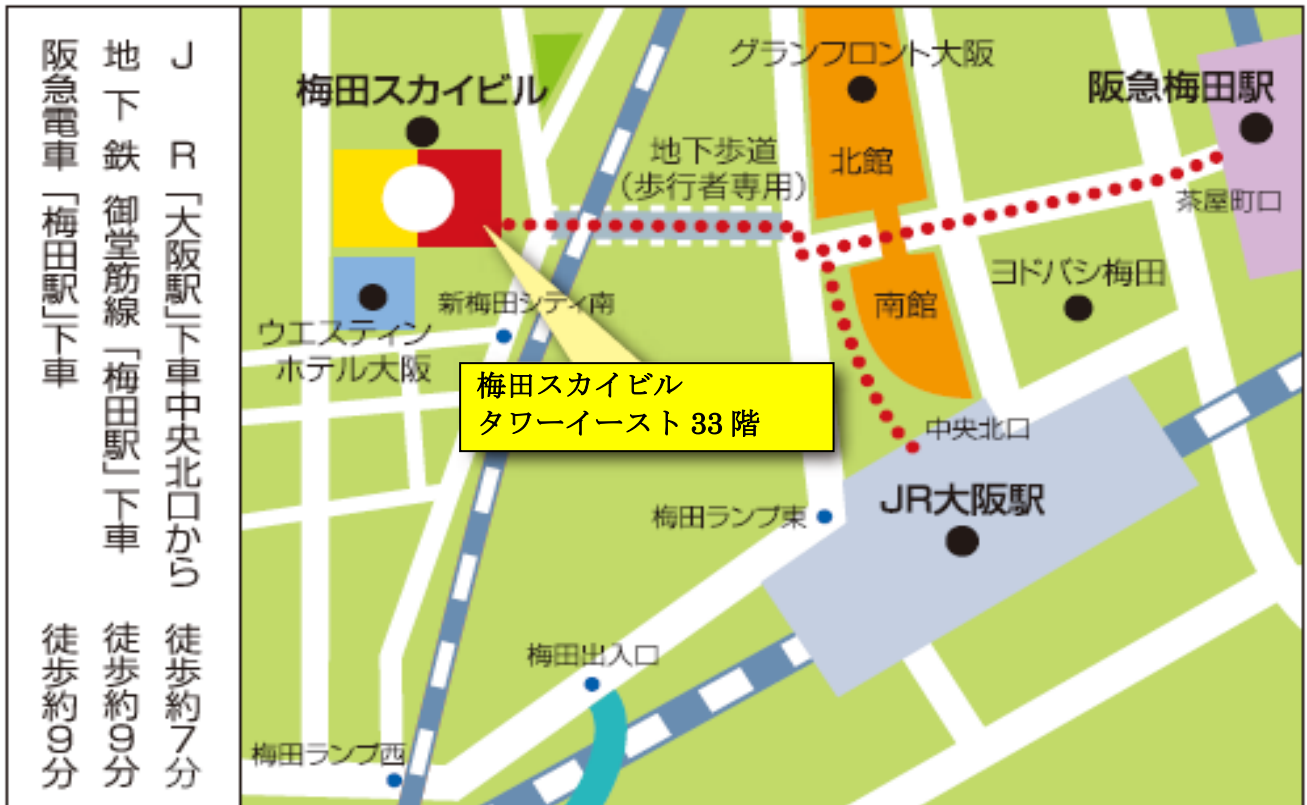 JR「大阪駅」下車中央北口から 徒歩約7分
地下鉄 御堂筋線「梅田駅」下車 徒歩約9分
阪急電車「梅田駅」下車 徒歩約9分
グランフロント大阪
梅田スカイビル
阪急梅田駅
地下歩道
(歩行者専用)
北館
茶屋町口
ヨドバシ梅田
新梅田シティ南
南館
ウエスティン
ホテル大阪
梅田スカイビル
タワーイースト 33 階
中央北口
JR大阪駅
梅田ランプ東
梅田出入口
梅田ランプ西